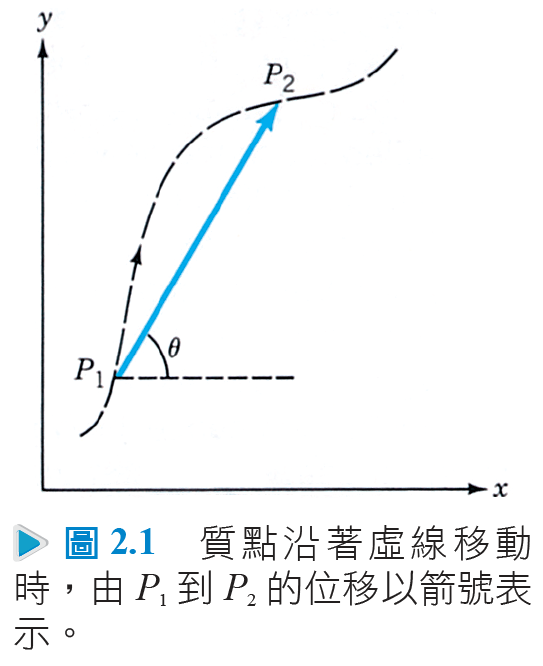 y
P₂
θ
P₁
x
圖 2.1 質點沿著虛線移動
時，由 P₁ 到 P₂ 的位移以箭號表
示。